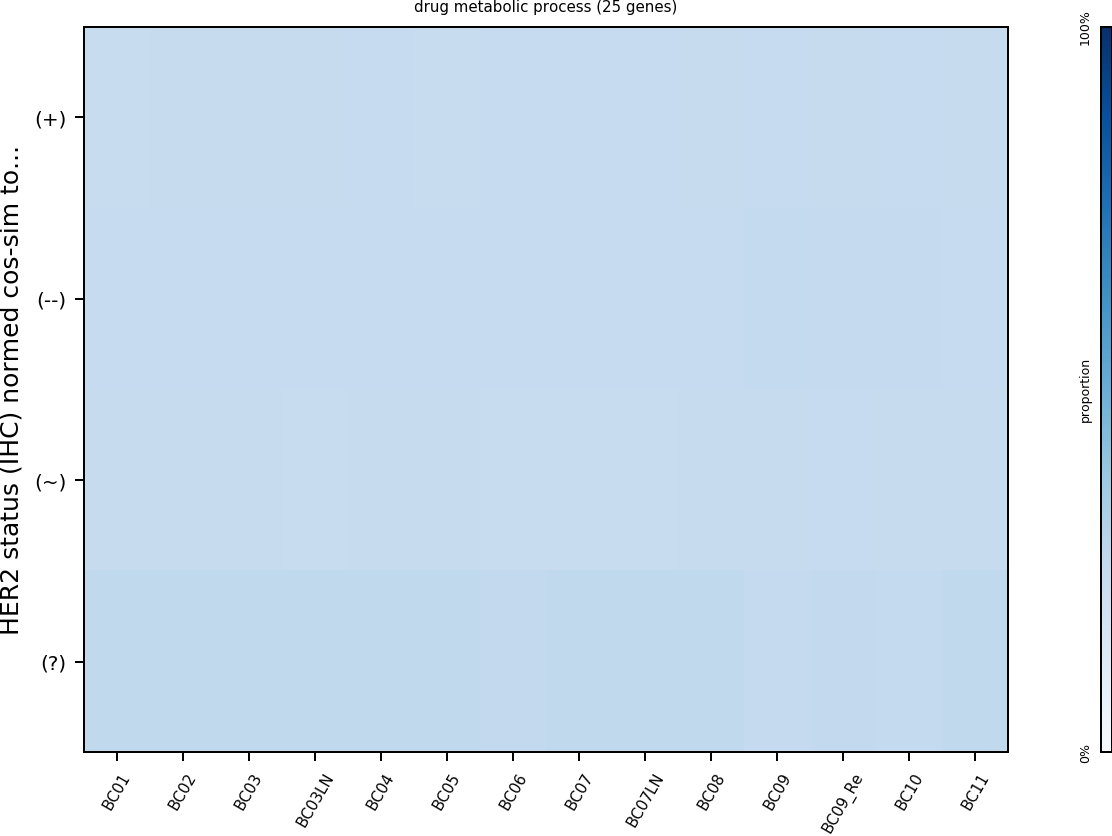 drug metabolic process (25 genes)
HER2 status (IHC) normed cos-sim to...
(+)
(--)
(~)
(?)
BC01
BC02
BC03
BC03LN
BC04
BC05
BC06
BC07
BC07LN
BC08
BC09
BC09_Re
BC10
BC11
100%
proportion
0%